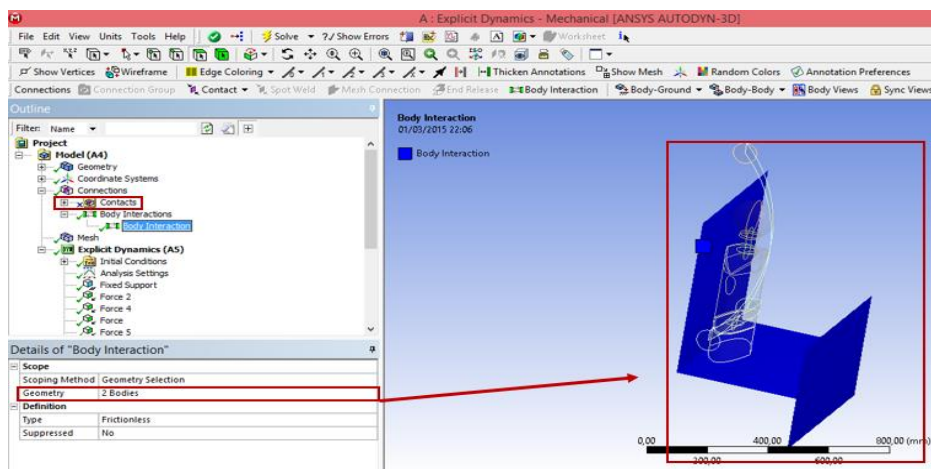 A : Explicit Dynamics - Mechanical [ANSYS AUTODYN-3D]
File Edit View Units Tools Help Solve ?/ Show Errors Worksheet
Show Vertices Wireframe Edge Coloring Thicken Annotations Show Mesh Random Colors Annotation Preferences
Connections Connection Group Contact Spot Weld Mesh Connection End Release Body Interaction Body-Ground Body-Body Body Views Sync Views
Outline
Filter: Name
Project
Model (A4)
Geometry
Coordinate Systems
Connections
Contacts
Body Interactions
Body Interaction
Mesh
Explicit Dynamics (A5)
Initial Conditions
Analysis Settings
Fixed Support
Force 2
Force 4
Force
Force 5
Details of "Body Interaction"
Scope
Scoping Method Geometry Selection
Geometry 2 Bodies
Definition
Type Frictionless
Suppressed No
Body Interaction
01/03/2015 22:06
Body Interaction
0,00 400,00 800,00 (mm)
200,00 600,00